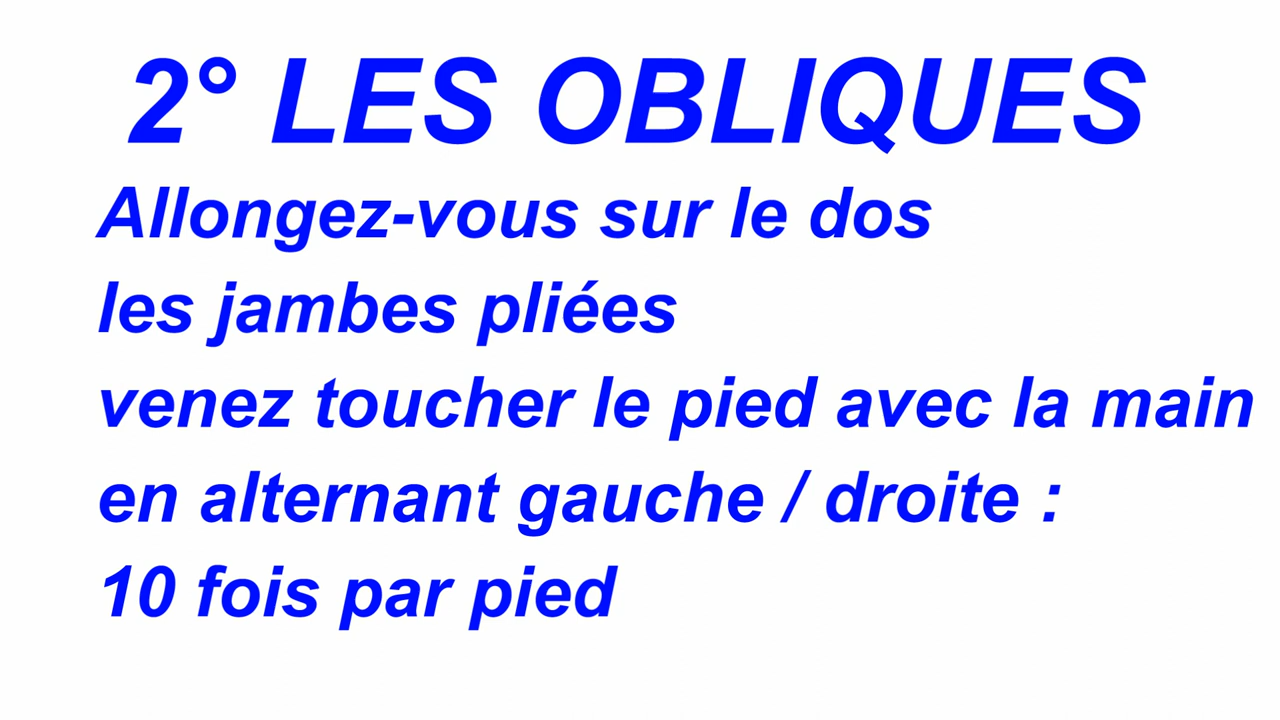 2° LES OBLIQUES
Allongez-vous sur le dos
les jambes pliées
venez toucher le pied avec la main
en alternant gauche / droite :
10 fois par pied